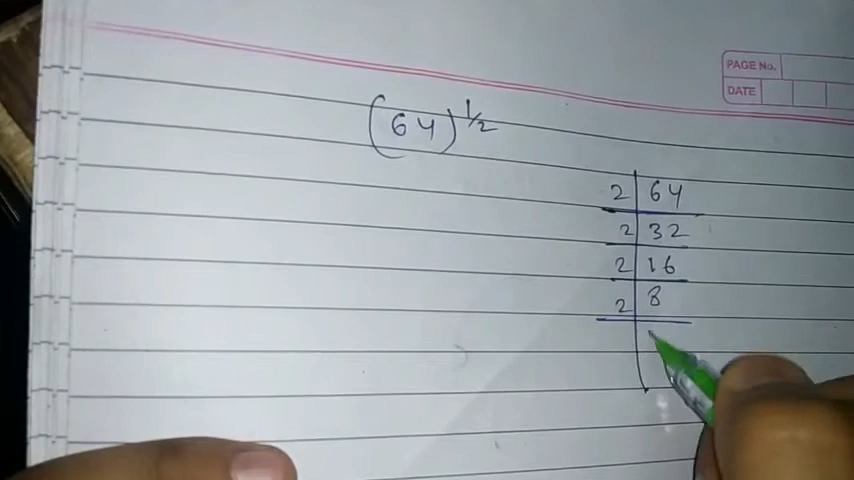 PAGE No.
DATE
(64)^1/2
2 | 64
2 | 32
2 | 16
2 | 8